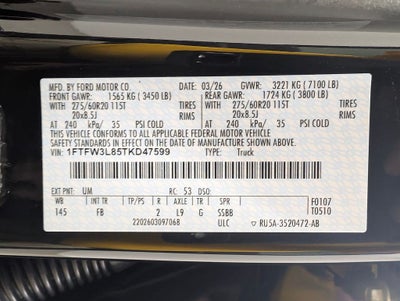 MFD. BY FORD MOTOR CO.
03/26 GVWR: 3221 KG (7100 LB)
FRONT GAWR: 1565 KG (3450 LB) REAR GAWR: 1724 KG (3800 LB)
WITH 275/60R20 115T TIRES WITH 275/60R20 115T TIRES
20x8.5J RIMS 20x8.5J RIMS
AT 240 kPa/ 35 PSI COLD AT 240 kPa/ 35 PSI COLD
THIS VEHICLE CONFORMS TO ALL APPLICABLE FEDERAL MOTOR VEHICLE
SAFETY STANDARDS IN EFFECT ON THE DATE OF MANUFACTURE SHOWN ABOVE.
VIN: 1FTFW3L85TKD47599 TYPE: Truck
EXT PNT: UM RC: 53 DSO:
WB INT TR TP/PS R AXLE TR SPR
145 FB 2 L9 G SSBB
F0107
T0510
2202603097068 ULC RU5A-3520472-AB